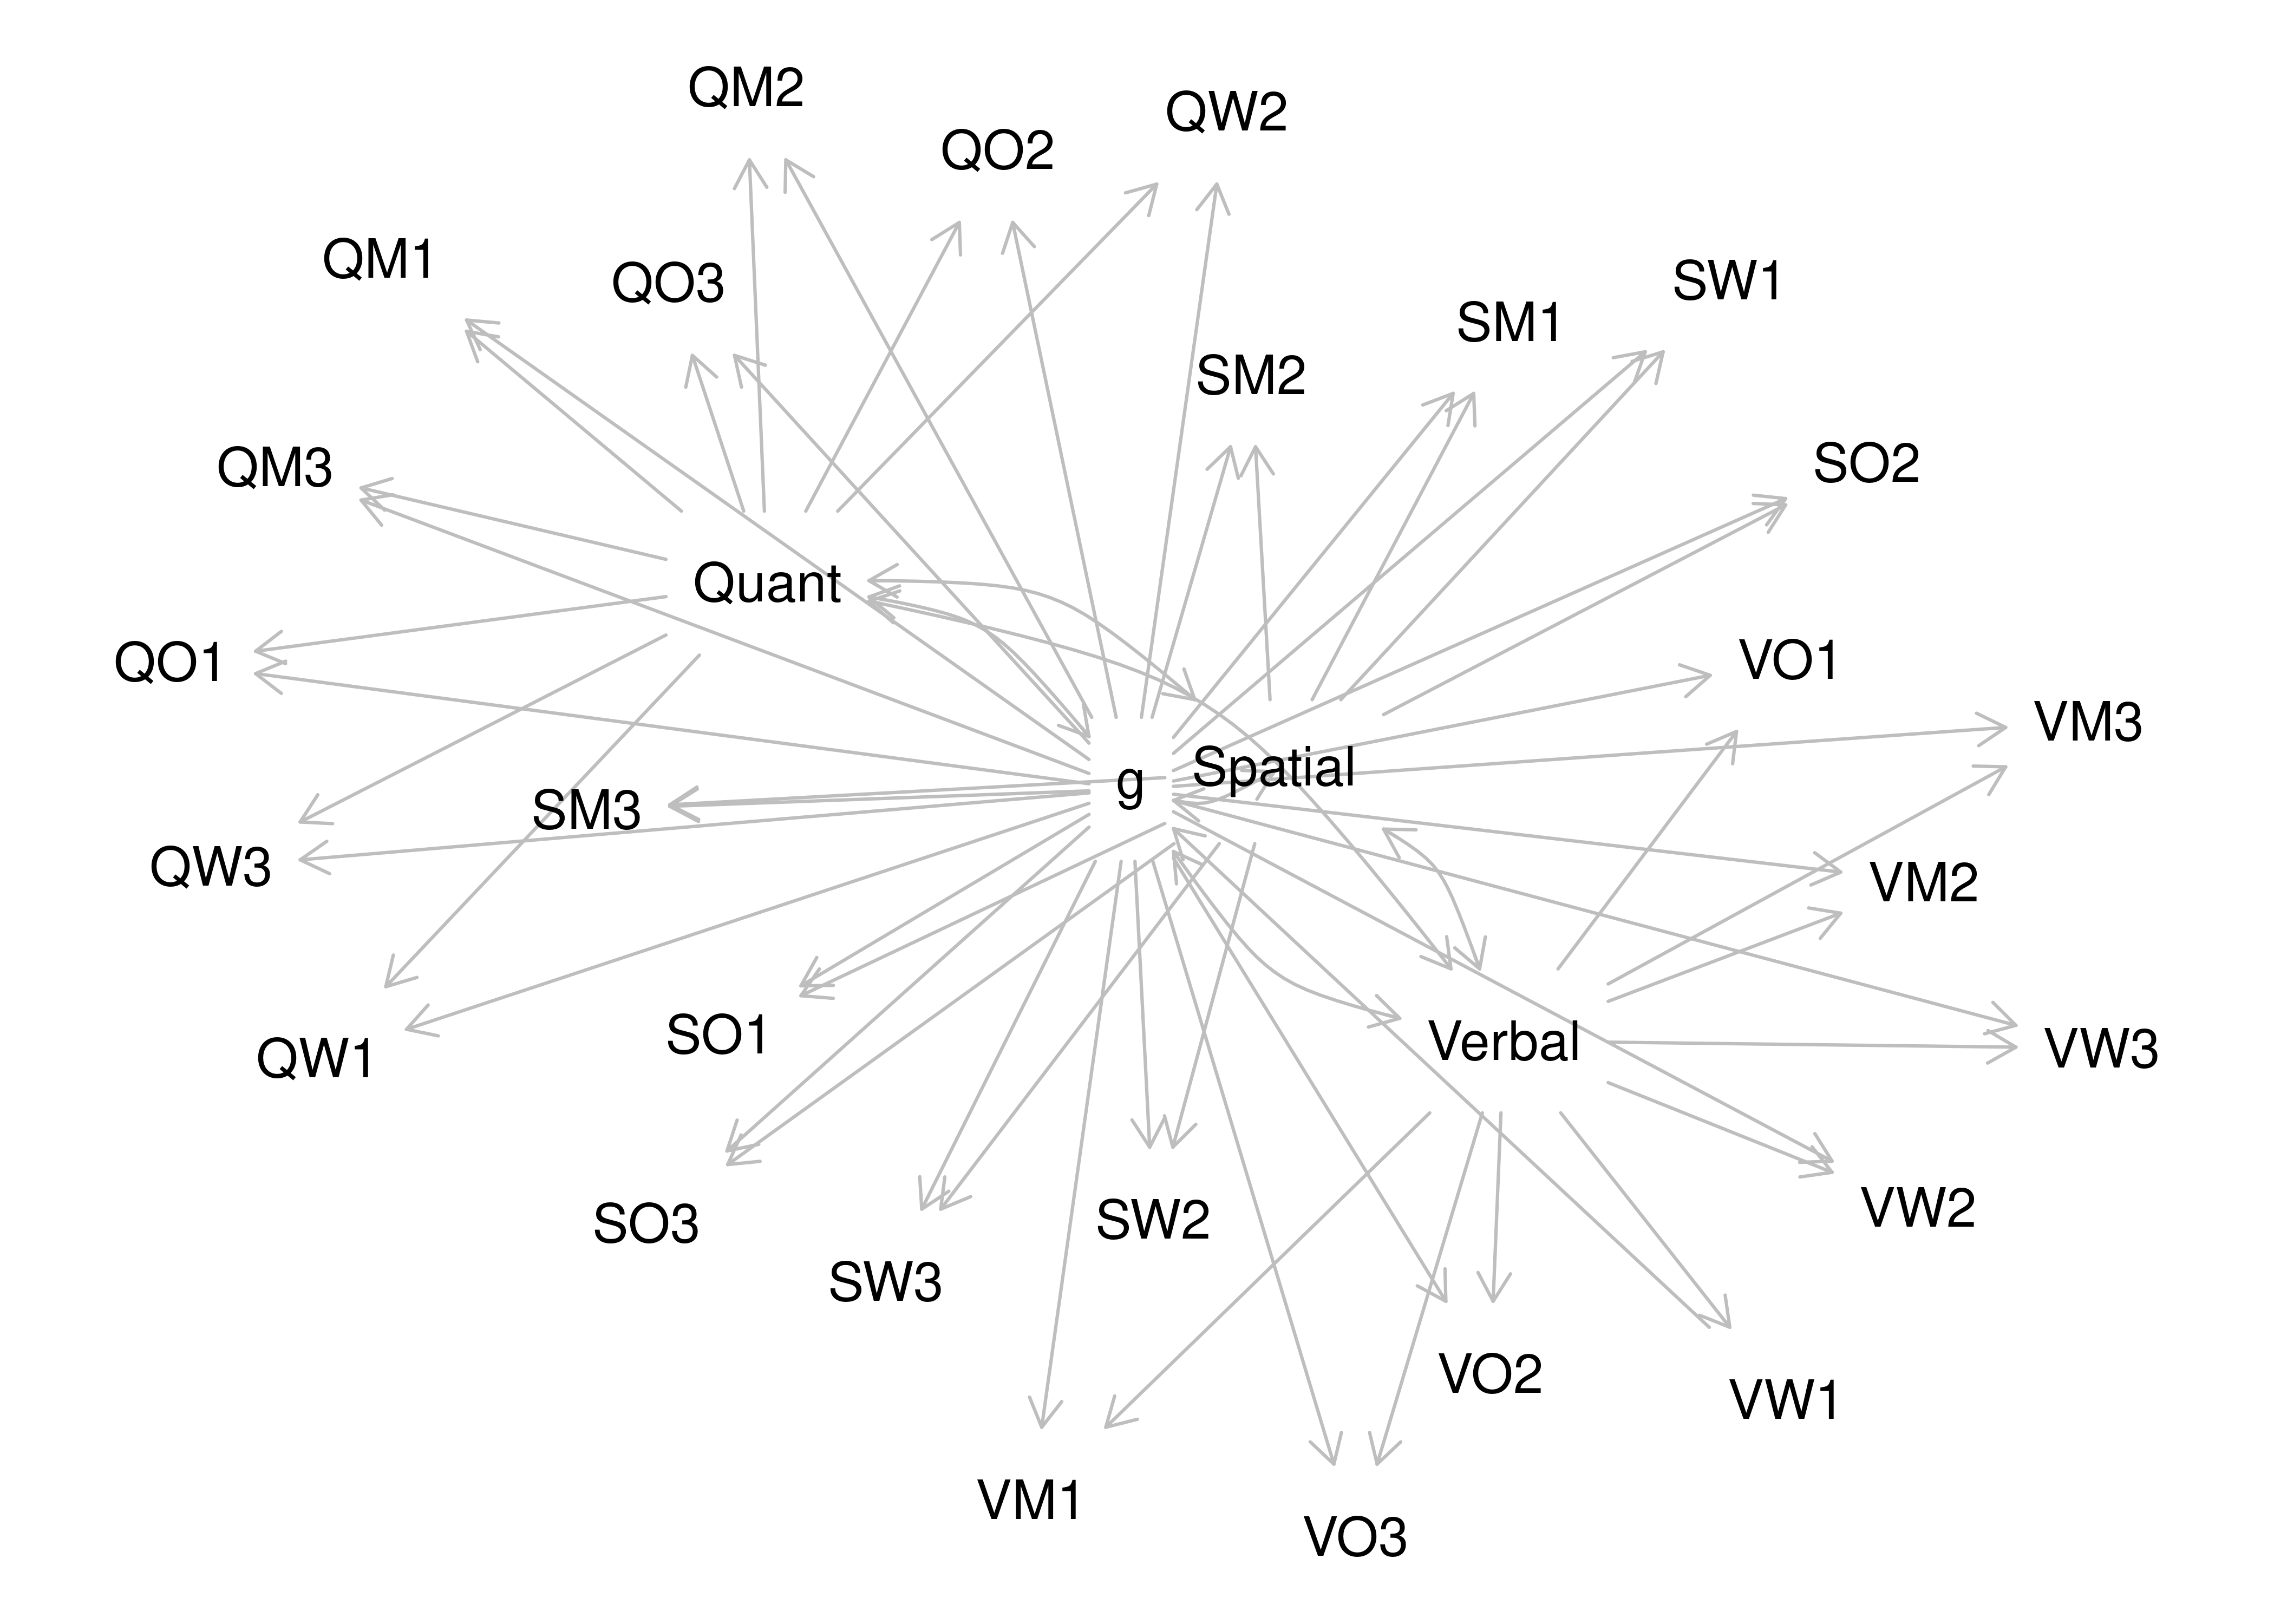 QM2
QW2
QO2
QM1
QO3
SW1
SM1
SM2
SO2
QM3
Quant
QO1
VO1
VM3
Spatial
g
SM3
QW3
VM2
SO1
Verbal
VW3
QW1
VW2
SW2
SO3
SW3
VO2
VW1
VM1
VO3